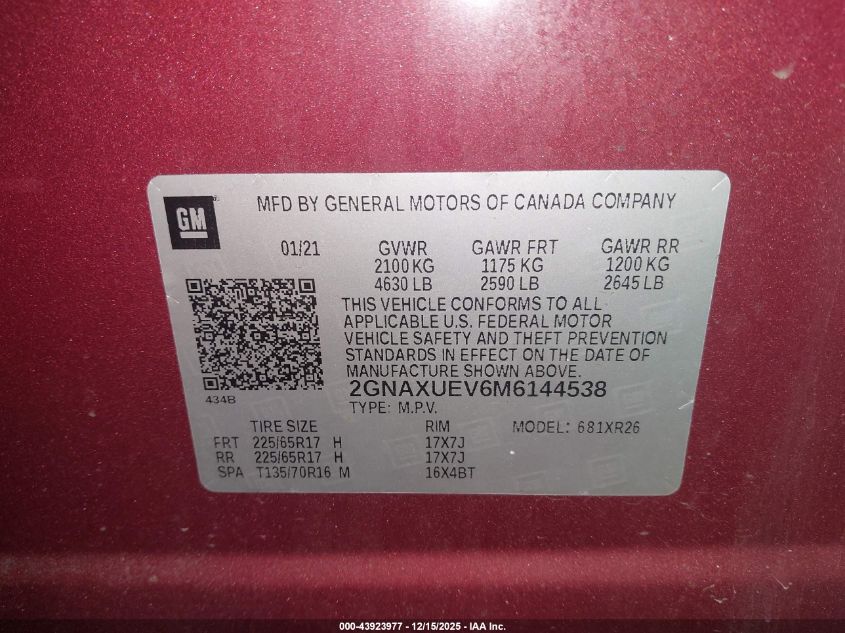 GM
MFD BY GENERAL MOTORS OF CANADA COMPANY
01/21 GVWR GAWR FRT GAWR RR
2100 KG 1175 KG 1200 KG
4630 LB 2590 LB 2645 LB
THIS VEHICLE CONFORMS TO ALL
APPLICABLE U.S. FEDERAL MOTOR
VEHICLE SAFETY AND THEFT PREVENTION
STANDARDS IN EFFECT ON THE DATE OF
MANUFACTURE SHOWN ABOVE.
434B
2GNAXUEV6M6144538
TYPE: M.P.V.
TIRE SIZE RIM MODEL: 681XR26
FRT 225/65R17 H 17X7J
RR 225/65R17 H 17X7J
SPA T135/70R16 M 16X4BT
000-43923977 - 12/15/2025 - IAA Inc.